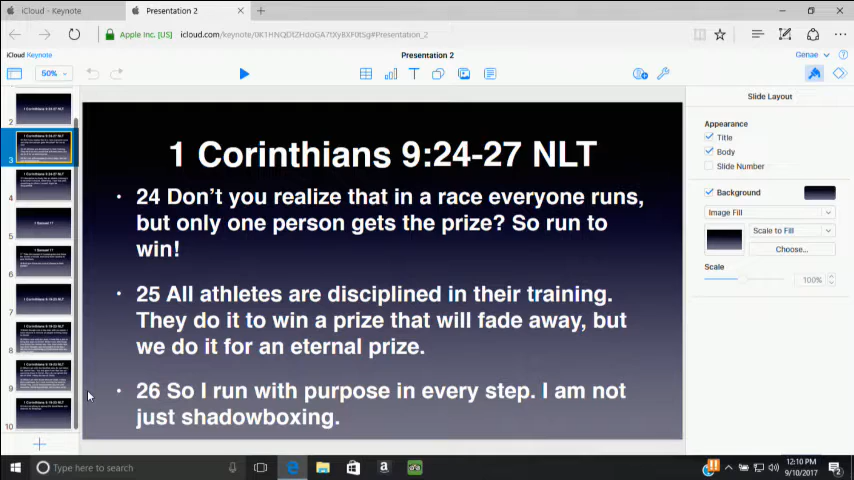 iCloud - Keynote
Presentation 2
Apple Inc. [US]
icloud.com/keynote/
#Presentation_2
iCloud Keynote
Presentation 2
Genae
50%
Slide Layout
Appearance
Title
Body
Slide Number
Background
Image Fill
Scale to Fill
Choose...
Scale
100%
2
3
4
5
6
7
8
9
10
1 Corinthians 9:24-27 NLT
• 24 Don't you realize that in a race everyone runs,
but only one person gets the prize? So run to
win!
• 25 All athletes are disciplined in their training.
They do it to win a prize that will fade away, but
we do it for an eternal prize.
• 26 So I run with purpose in every step. I am not
just shadowboxing.
Type here to search
12:10 PM
9/10/2017